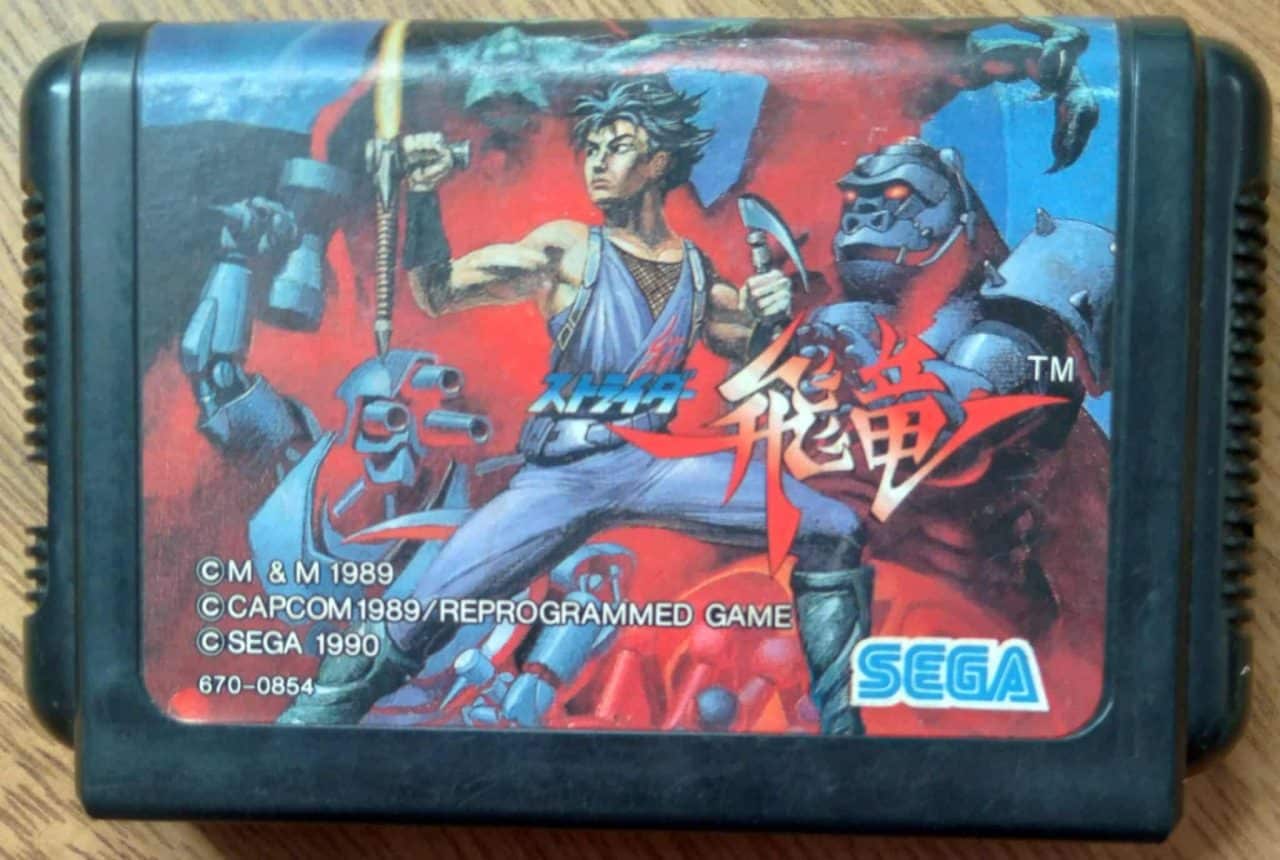 ストライダー 飛竜 TM
©M & M 1989
©CAPCOM 1989/REPROGRAMMED GAME
©SEGA 1990
670-0854
SEGA